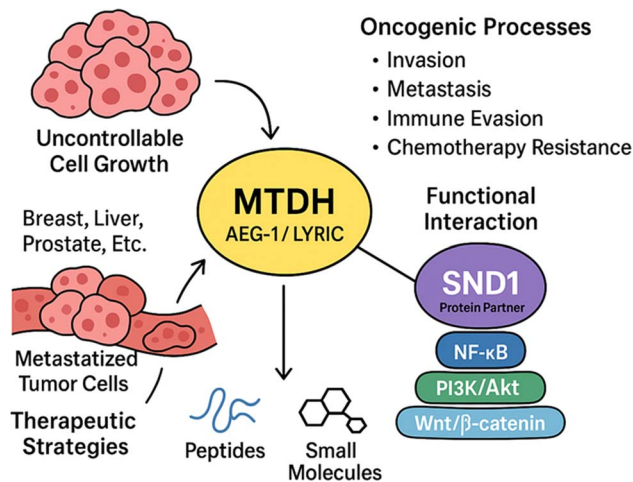 Uncontrollable
Cell Growth
Oncogenic Processes
• Invasion
• Metastasis
• Immune Evasion
• Chemotherapy Resistance
MTDH
AEG-1/ LYRIC
Functional
Interaction
SND1
Protein Partner
NF-κB
PI3K/Akt
Wnt/β-catenin
Breast, Liver,
Prostate, Etc.
Metastatized
Tumor Cells
Therapeutic
Strategies
Peptides
Small
Molecules